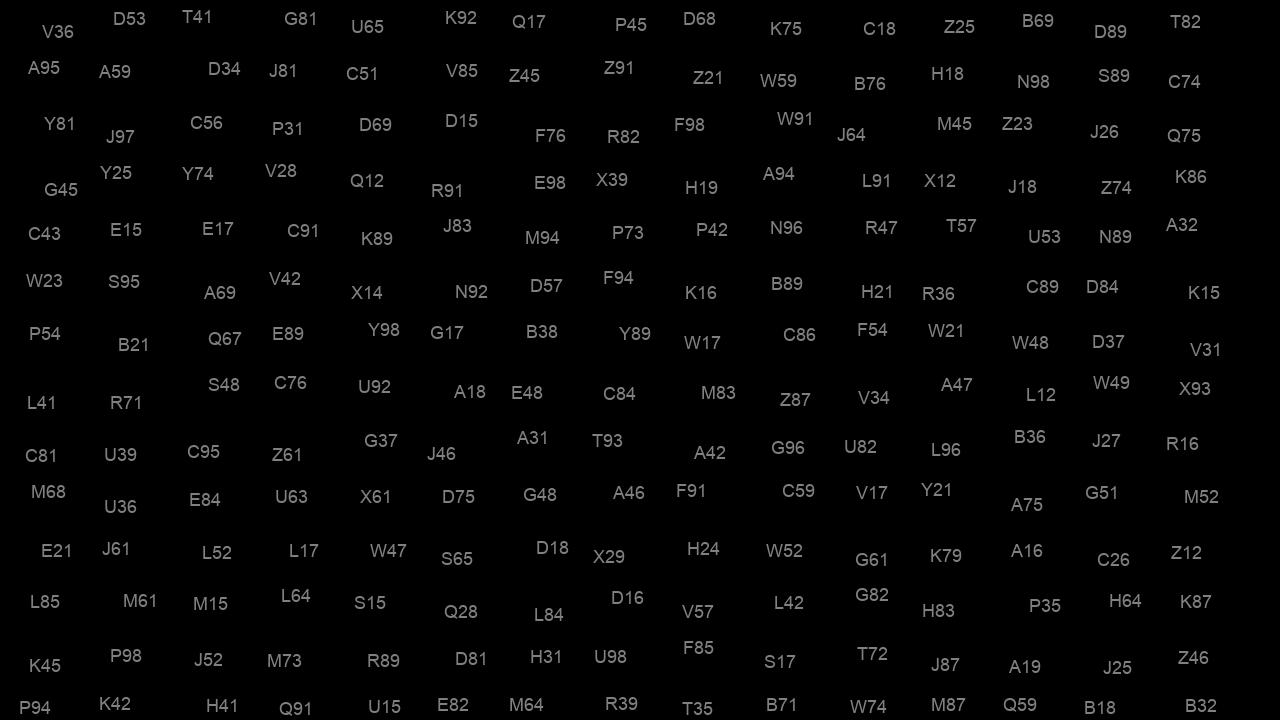 V36 D53 T41 G81 U65 K92 Q17 P45 D68 K75 C18 Z25 B69 D89 T82
A95 A59 D34 J81 C51 V85 Z45 Z91 Z21 W59 B76 H18 N98 S89 C74
Y81 J97 C56 P31 D69 D15 F76 R82 F98 W91 J64 M45 Z23 J26 Q75
G45 Y25 Y74 V28 Q12 R91 E98 X39 H19 A94 L91 X12 J18 Z74 K86
C43 E15 E17 C91 K89 J83 M94 P73 P42 N96 R47 T57 U53 N89 A32
W23 S95 A69 V42 X14 N92 D57 F94 K16 B89 H21 R36 C89 D84 K15
P54 B21 Q67 E89 Y98 G17 B38 Y89 W17 C86 F54 W21 W48 D37 V31
L41 R71 S48 C76 U92 A18 E48 C84 M83 Z87 V34 A47 L12 W49 X93
C81 U39 C95 Z61 G37 J46 A31 T93 A42 G96 U82 L96 B36 J27 R16
M68 U36 E84 U63 X61 D75 G48 A46 F91 C59 V17 Y21 A75 G51 M52
E21 J61 L52 L17 W47 S65 D18 X29 H24 W52 G61 K79 A16 C26 Z12
L85 M61 M15 L64 S15 Q28 L84 D16 V57 L42 G82 H83 P35 H64 K87
K45 P98 J52 M73 R89 D81 H31 U98 F85 S17 T72 J87 A19 J25 Z46
P94 K42 H41 Q91 U15 E82 M64 R39 T35 B71 W74 M87 Q59 B18 B32